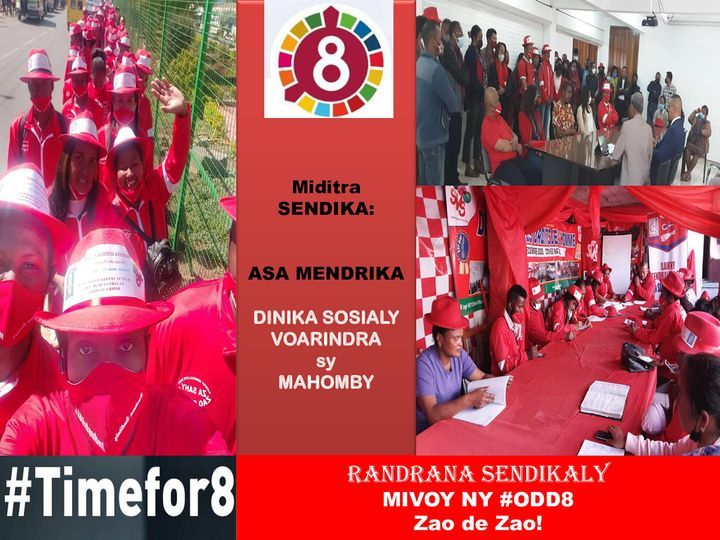 8
Miditra
SENDIKA:
ASA MENDRIKA
DINIKA SOSIALY
VOARINDRA
sy
MAHOMBY
#Timefor8
RANDRANA SENDIKALY
MIVOY NY #ODD8
Zao de Zao!